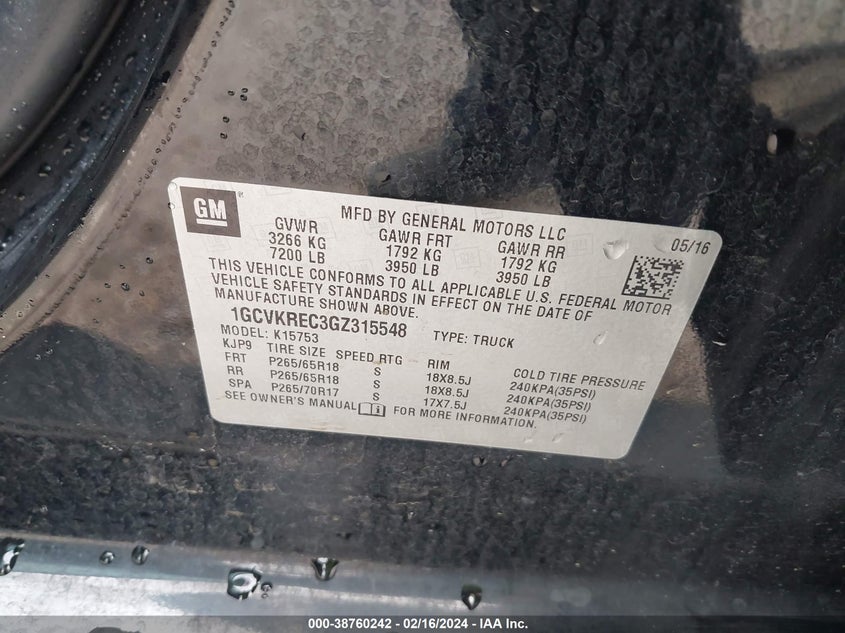 GM ®
MFD BY GENERAL MOTORS LLC 05/16
GVWR GAWR FRT GAWR RR
3266 KG 1792 KG 1792 KG
7200 LB 3950 LB 3950 LB
THIS VEHICLE CONFORMS TO ALL APPLICABLE U.S. FEDERAL MOTOR
VEHICLE SAFETY STANDARDS IN EFFECT ON THE DATE OF
MANUFACTURE SHOWN ABOVE.
1GCVKREC3GZ315548 TYPE: TRUCK
MODEL: K15753
KJP9 TIRE SIZE SPEED RTG RIM COLD TIRE PRESSURE
FRT P265/65R18 S 18X8.5J 240KPA(35PSI)
RR P265/65R18 S 18X8.5J 240KPA(35PSI)
SPA P265/70R17 S 17X7.5J 240KPA(35PSI)
SEE OWNER'S MANUAL i FOR MORE INFORMATION.
000-38760242 - 02/16/2024 - IAA Inc.